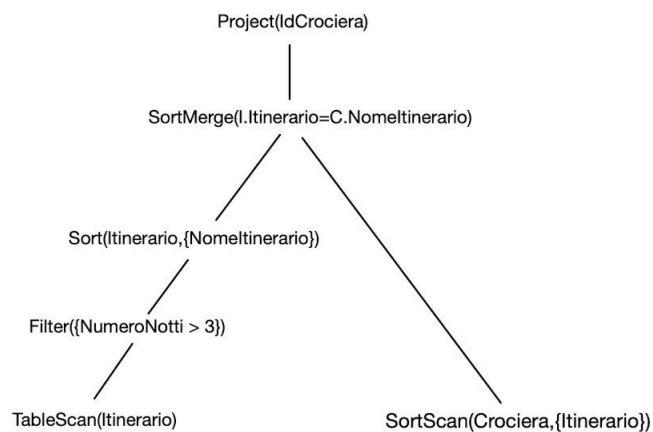 Project(IdCrociera)
SortMerge(I.Itinerario=C.NomeItinerario)
Sort(Itinerario,{NomeItinerario})
Filter({NumeroNotti > 3})
TableScan(Itinerario)
SortScan(Crociera,{Itinerario})